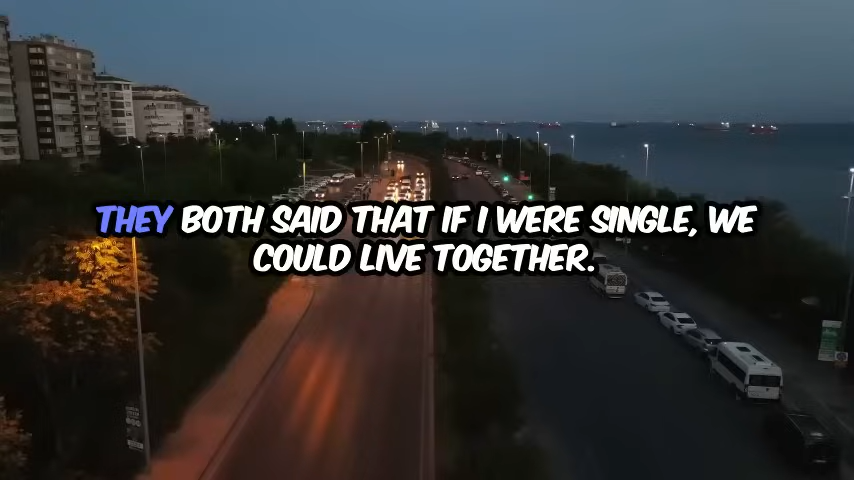 THEY BOTH SAID THAT IF I WERE SINGLE, WE
COULD LIVE TOGETHER.